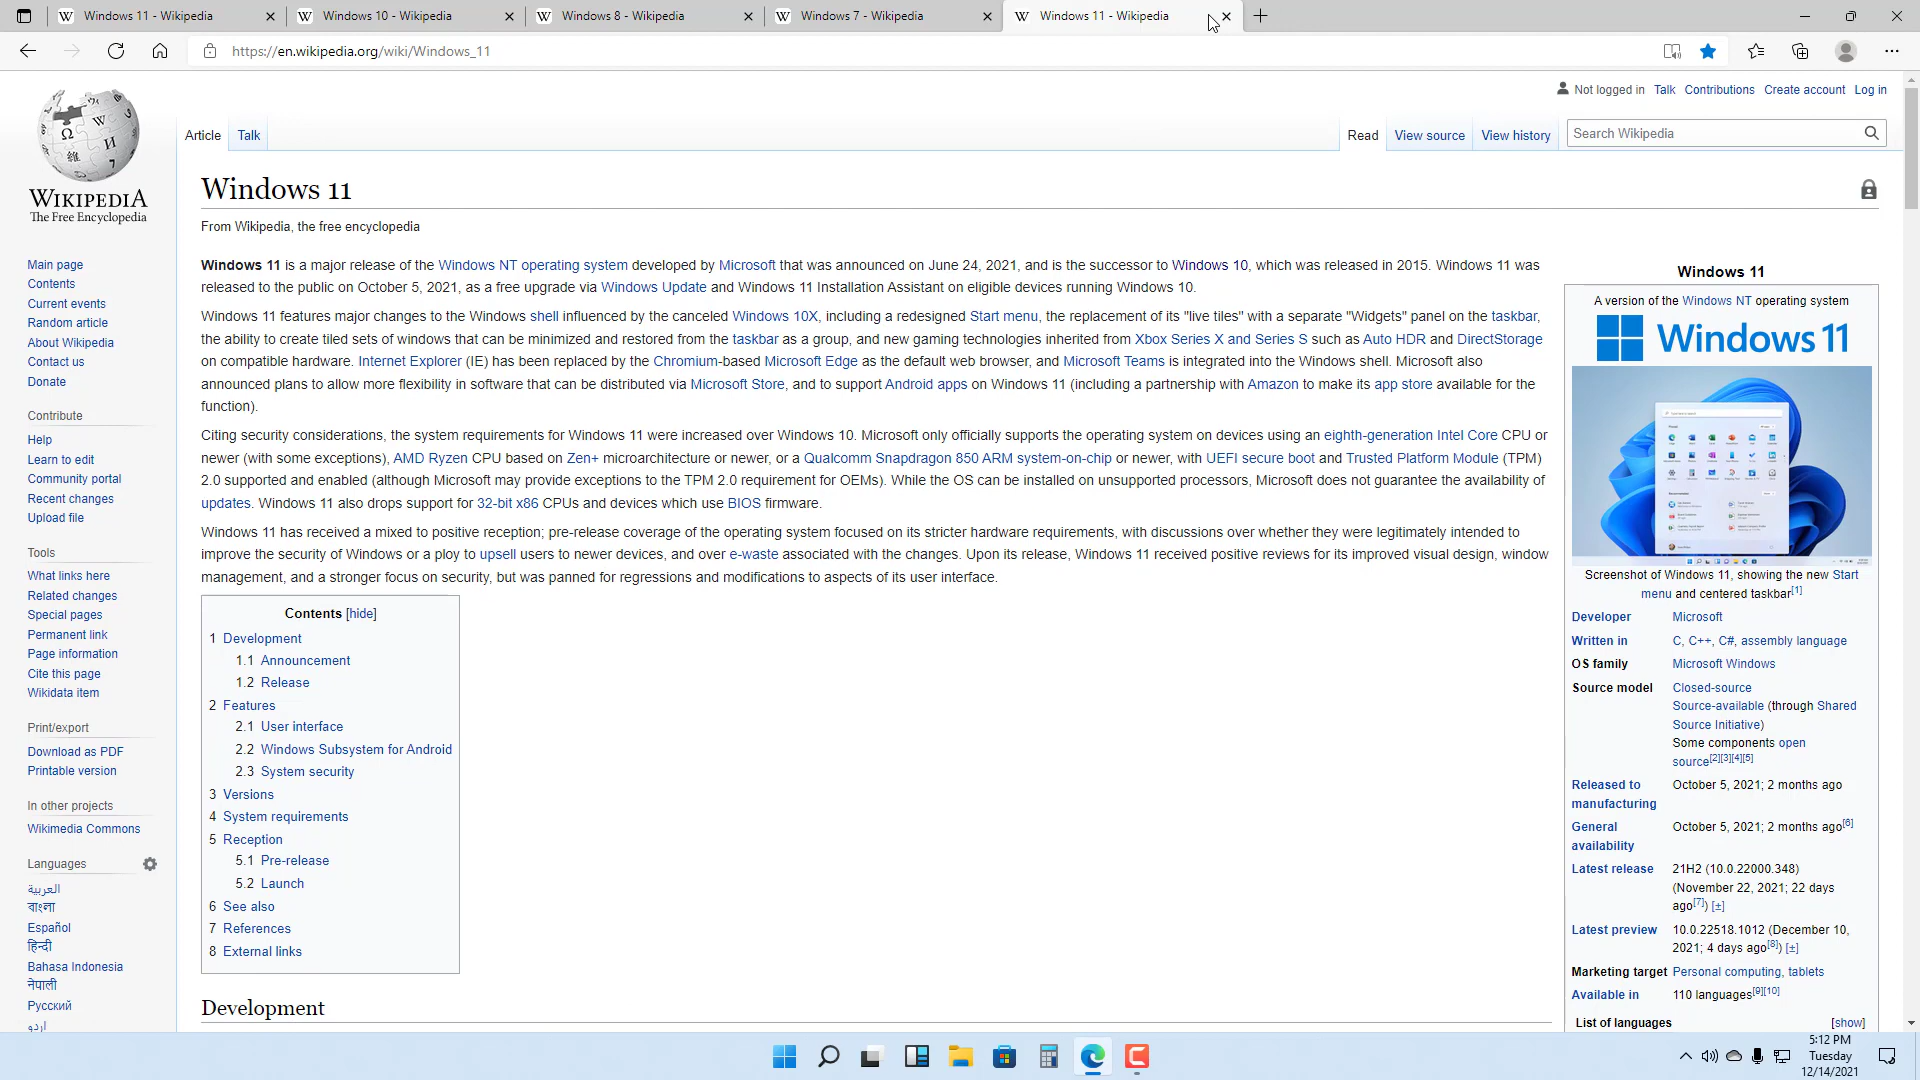 Windows 11 - Wikipedia
Windows 10 - Wikipedia
Windows 8 - Wikipedia
Windows 7 - Wikipedia
Windows 11 - Wikipedia
https://en.wikipedia.org/wiki/Windows_11
Not logged in Talk Contributions Create account Log in
Article Talk
Read View source View history
Search Wikipedia
WIKIPEDIA
The Free Encyclopedia
Main page
Contents
Current events
Random article
About Wikipedia
Contact us
Donate
Contribute
Help
Learn to edit
Community portal
Recent changes
Upload file
Tools
What links here
Related changes
Special pages
Permanent link
Page information
Cite this page
Wikidata item
Print/export
Download as PDF
Printable version
In other projects
Wikimedia Commons
Languages
العربية
বাংলা
Español
हिन्दी
Bahasa Indonesia
नेपाली
Русский
اردو
Windows 11
From Wikipedia, the free encyclopedia
Windows 11 is a major release of the Windows NT operating system developed by Microsoft that was announced on June 24, 2021, and is the successor to Windows 10, which was released in 2015. Windows 11 was
released to the public on October 5, 2021, as a free upgrade via Windows Update and Windows 11 Installation Assistant on eligible devices running Windows 10.
Windows 11 features major changes to the Windows shell influenced by the canceled Windows 10X, including a redesigned Start menu, the replacement of its "live tiles" with a separate "Widgets" panel on the taskbar,
the ability to create tiled sets of windows that can be minimized and restored from the taskbar as a group, and new gaming technologies inherited from Xbox Series X and Series S such as Auto HDR and DirectStorage
on compatible hardware. Internet Explorer (IE) has been replaced by the Chromium-based Microsoft Edge as the default web browser, and Microsoft Teams is integrated into the Windows shell. Microsoft also
announced plans to allow more flexibility in software that can be distributed via Microsoft Store, and to support Android apps on Windows 11 (including a partnership with Amazon to make its app store available for the
function).
Citing security considerations, the system requirements for Windows 11 were increased over Windows 10. Microsoft only officially supports the operating system on devices using an eighth-generation Intel Core CPU or
newer (with some exceptions), AMD Ryzen CPU based on Zen+ microarchitecture or newer, or a Qualcomm Snapdragon 850 ARM system-on-chip or newer, with UEFI secure boot and Trusted Platform Module (TPM)
2.0 supported and enabled (although Microsoft may provide exceptions to the TPM 2.0 requirement for OEMs). While the OS can be installed on unsupported processors, Microsoft does not guarantee the availability of
updates. Windows 11 also drops support for 32-bit x86 CPUs and devices which use BIOS firmware.
Windows 11 has received a mixed to positive reception; pre-release coverage of the operating system focused on its stricter hardware requirements, with discussions over whether they were legitimately intended to
improve the security of Windows or a ploy to upsell users to newer devices, and over e-waste associated with the changes. Upon its release, Windows 11 received positive reviews for its improved visual design, window
management, and a stronger focus on security, but was panned for regressions and modifications to aspects of its user interface.
Contents [hide]
1 Development
1.1 Announcement
1.2 Release
2 Features
2.1 User interface
2.2 Windows Subsystem for Android
2.3 System security
3 Versions
4 System requirements
5 Reception
5.1 Pre-release
5.2 Launch
6 See also
7 References
8 External links
Development
Windows 11
A version of the Windows NT operating system
Windows 11
Screenshot of Windows 11, showing the new Start
menu and centered taskbar[1]
Developer Microsoft
Written in C, C++, C#, assembly language
OS family Microsoft Windows
Source model Closed-source
Source-available (through Shared
Source Initiative)
Some components open
source[2][3][4][5]
Released to manufacturing October 5, 2021; 2 months ago
General availability October 5, 2021; 2 months ago[6]
Latest release 21H2 (10.0.22000.348)
(November 22, 2021; 22 days
ago[7]) [±]
Latest preview 10.0.22518.1012 (December 10,
2021; 4 days ago[8]) [±]
Marketing target Personal computing, tablets
Available in 110 languages[9][10]
List of languages [show]
5:12 PM
Tuesday
12/14/2021